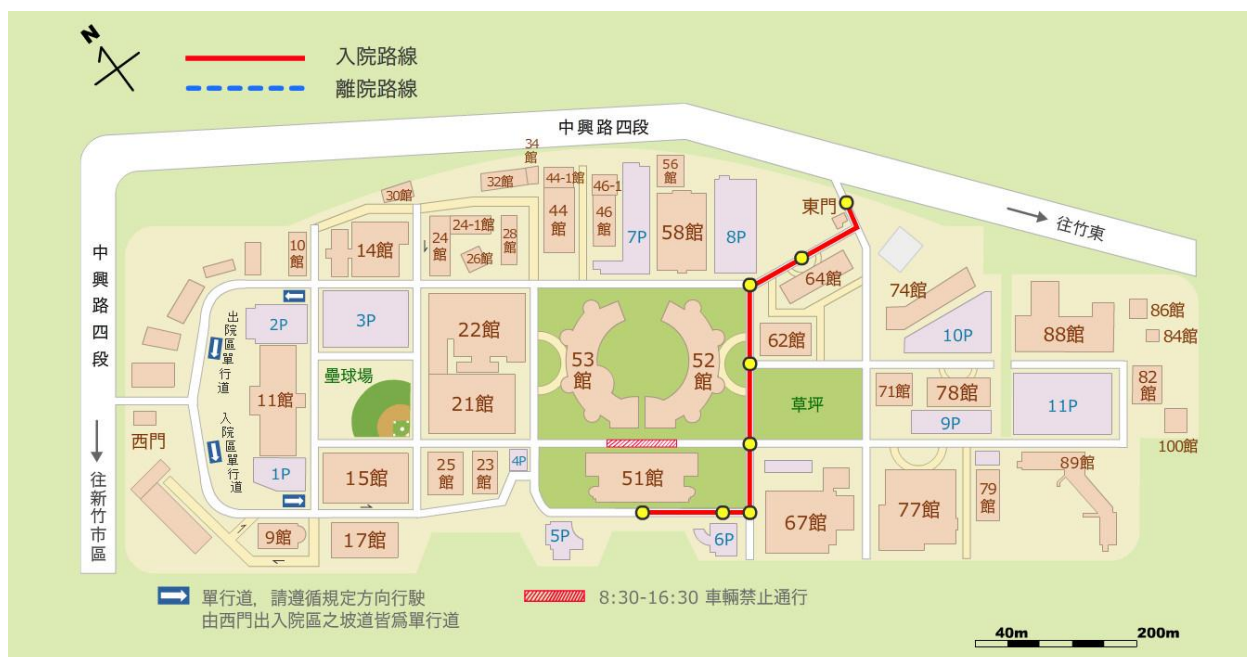 N
入院路線
離院路線
中興路四段
34
館
32館
44-1館
46-1
56
館
30館
東門
往竹東
24-1館
28
館
24
館
26館
44
館
46
館
7P
58館
8P
10
館
14館
64館
74館
中興路四段
2P
3P
22館
53
館
52
館
62館
10P
88館
86館
84館
出院區單行道
壘球場
11館
21館
草坪
71館
78館
9P
11P
82
館
100館
西門
入院區單行道
1P
15館
25
館
23
館
4P
51館
67館
77館
79
館
89館
往新竹市區
9館
17館
5P
6P
單行道, 請遵循規定方向行駛
由西門出入院區之坡道皆爲單行道
8:30-16:30 車輛禁止通行
40m
200m